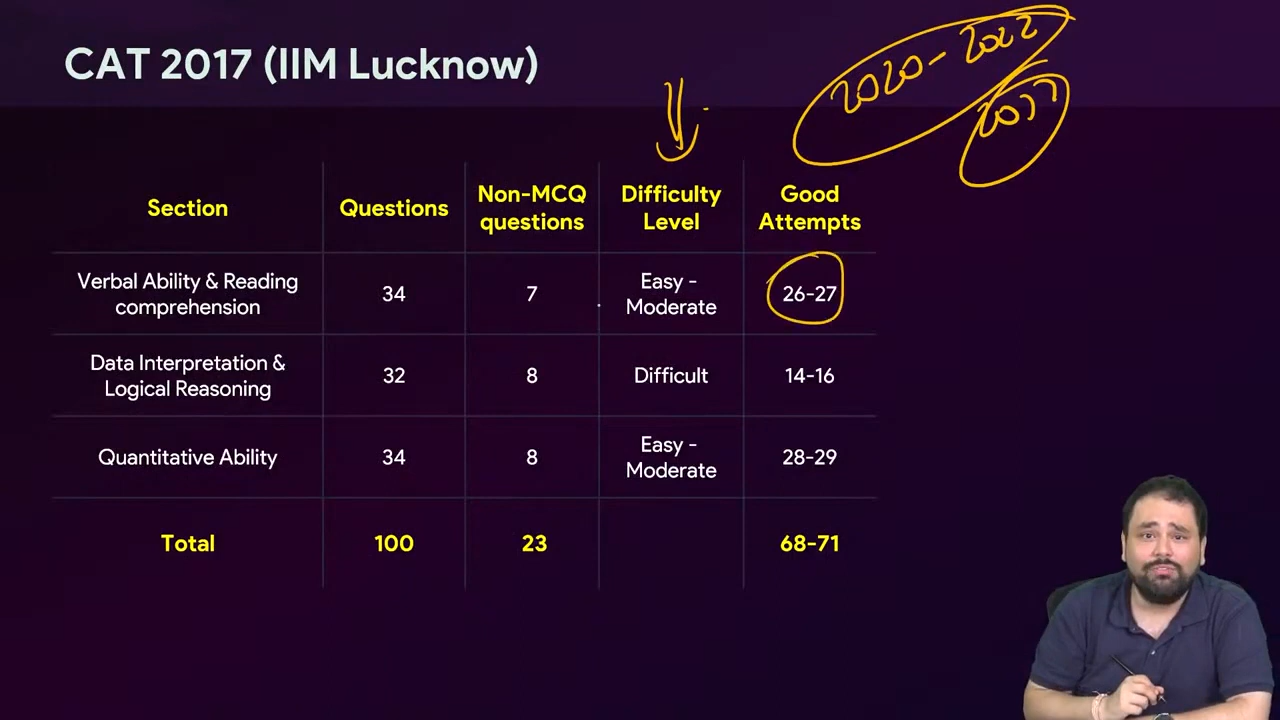 CAT 2017 (IIM Lucknow)
2020 - 2022
2017
Section Questions Non-MCQ questions Difficulty Level Good Attempts
Verbal Ability & Reading comprehension 34 7 Easy - Moderate 26-27
Data Interpretation & Logical Reasoning 32 8 Difficult 14-16
Quantitative Ability 34 8 Easy - Moderate 28-29
Total 100 23 68-71